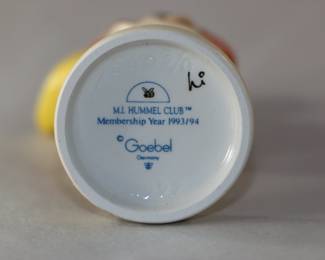 hi
M.I. HUMMEL CLUB™
Membership Year 1993/94
© Goebel
Germany